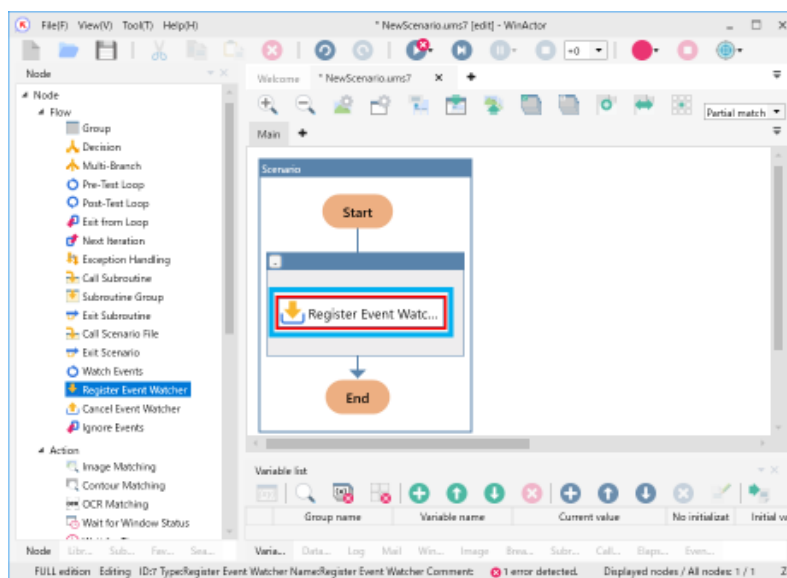 File(F) View(V) Tool(T) Help(H)
* NewScenario.ums7 [edit] - WinActor
+0
Node
Welcome
* NewScenario.ums7
Node
Flow
Group
Decision
Multi-Branch
Pre-Test Loop
Post-Test Loop
Exit from Loop
Next Iteration
Exception Handling
Call Subroutine
Subroutine Group
Exit Subroutine
Call Scenario File
Exit Scenario
Watch Events
Register Event Watcher
Cancel Event Watcher
Ignore Events
Action
Image Matching
Contour Matching
OCR Matching
Wait for Window Status
Partial match
Main
Scenario
Start
Register Event Watc...
End
Variable list
Group name Variable name Current value No initializat Initial va
Node Libr... Sub... Fav... Sea...
Varia... Data... Log Mail Win... Image Brea... Subr... Call... Elaps... Even...
FULL edition Editing ID:7 Type:Register Event Watcher Name:Register Event Watcher Comment: 1 error detected. Displayed nodes / All nodes: 1 / 1